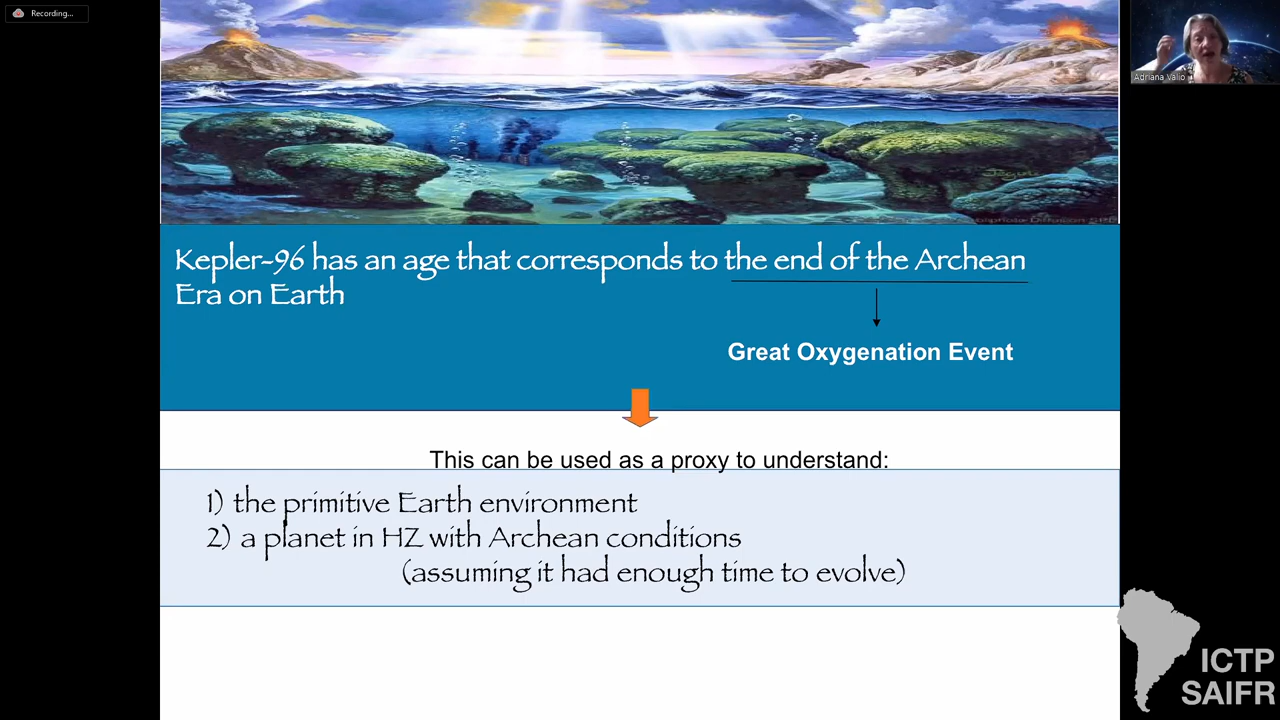 Recording...
Adriana Valio
Kepler-96 has an age that corresponds to the end of the Archean
Era on Earth
Great Oxygenation Event
This can be used as a proxy to understand:
1) the primitive Earth environment
2) a planet in HZ with Archean conditions
(assuming it had enough time to evolve)
ICTP
SAIFR